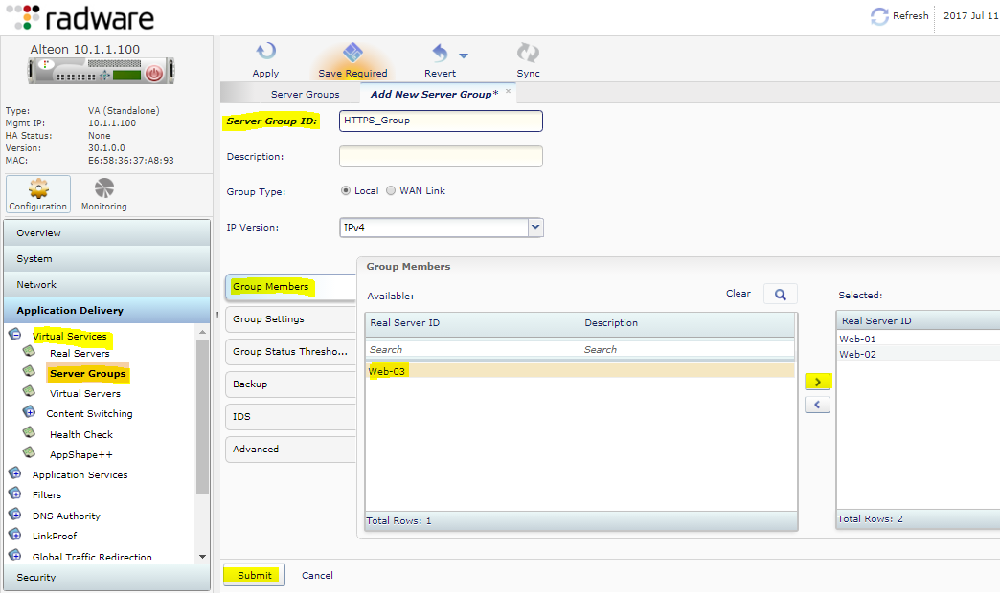 radware
Refresh
2017 Jul 11
Alteon 10.1.1.100
Type: VA (Standalone)
Mgmt IP: 10.1.1.100
HA Status: None
Version: 30.1.0.0
MAC: E6:58:36:37:A8:93
Configuration
Monitoring
Overview
System
Network
Application Delivery
Virtual Services
Real Servers
Server Groups
Virtual Servers
Content Switching
Health Check
AppShape++
Application Services
Filters
DNS Authority
LinkProof
Global Traffic Redirection
Security
Apply
Save Required
Revert
Sync
Server Groups
Add New Server Group*
Server Group ID: HTTPS_Group
Description:
Group Type: Local WAN Link
IP Version: IPv4
Group Members
Group Settings
Group Status Thresho...
Backup
IDS
Advanced
Group Members
Available:
Clear
Real Server ID Description
Search Search
Web-03
Total Rows: 1
Selected:
Real Server ID
Web-01
Web-02
Total Rows: 2
Submit
Cancel